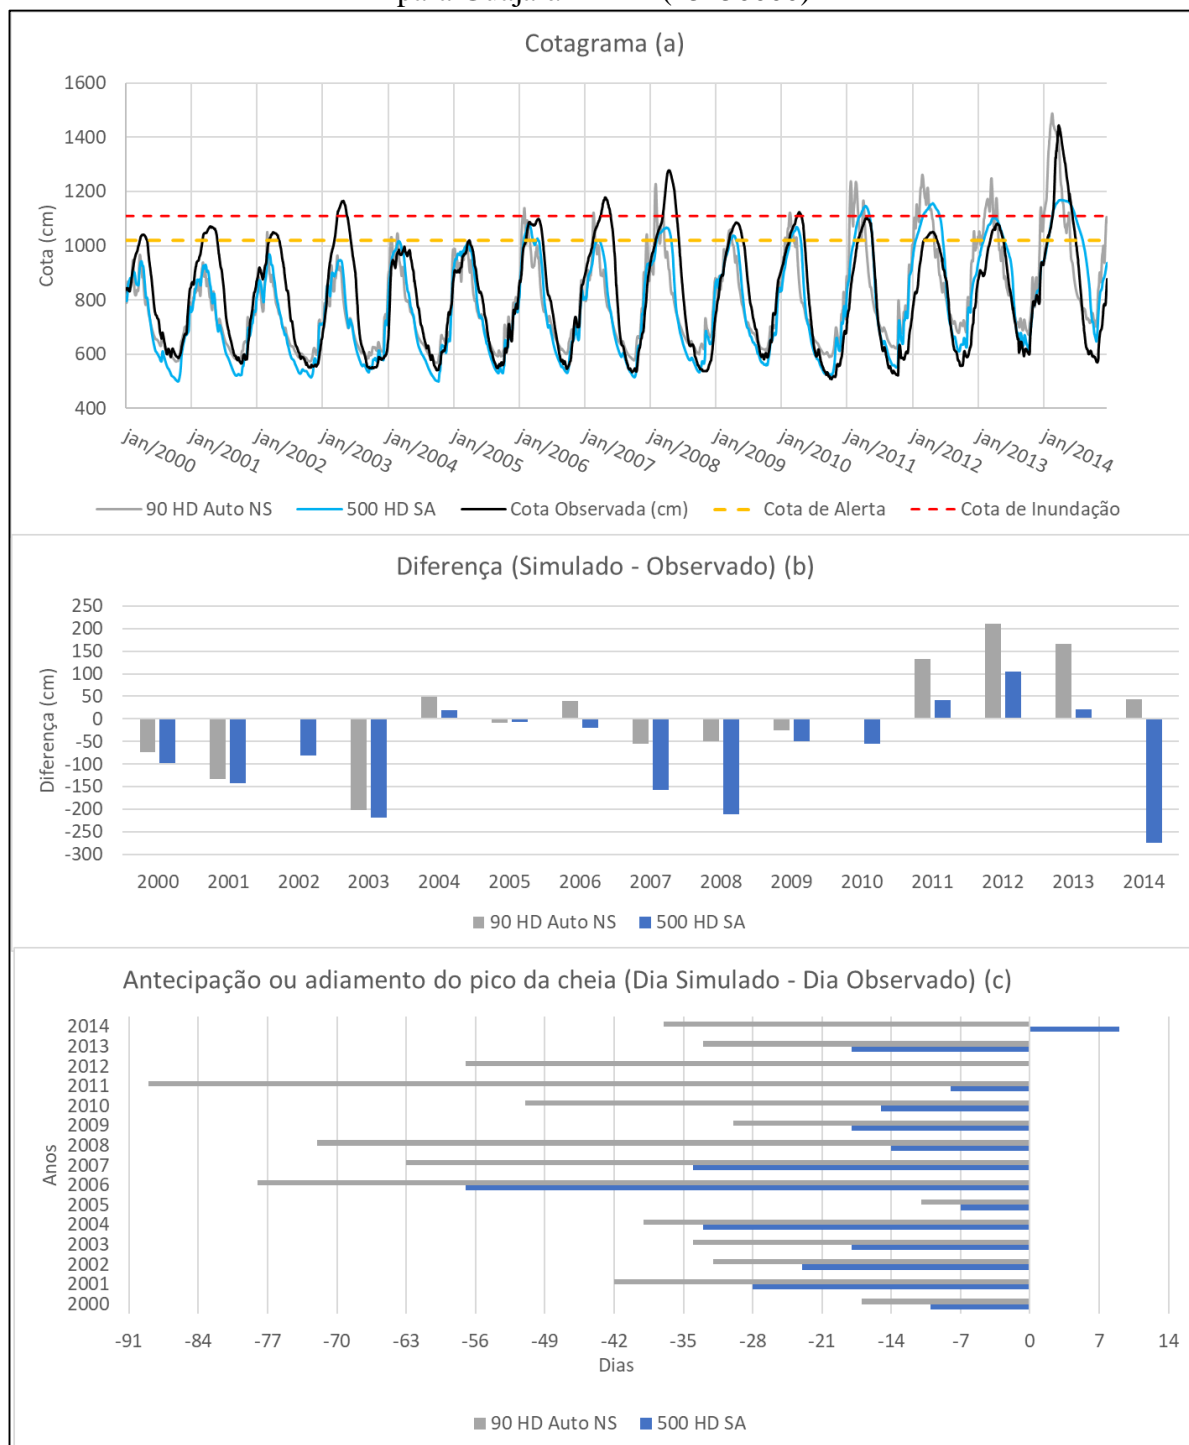 Cotagrama (a)
1600
1400
1200
1000
800
600
400
Cota (cm)
jan/2000
jan/2001
jan/2002
jan/2003
jan/2004
jan/2005
jan/2006
jan/2007
jan/2008
jan/2009
jan/2010
jan/2011
jan/2012
jan/2013
jan/2014
90 HD Auto NS 500 HD SA Cota Observada (cm) Cota de Alerta Cota de Inundação
Diferença (Simulado - Observado) (b)
250
200
150
100
50
0
-50
-100
-150
-200
-250
-300
Diferença (cm)
2000 2001 2002 2003 2004 2005 2006 2007 2008 2009 2010 2011 2012 2013 2014
90 HD Auto NS 500 HD SA
Antecipação ou adiamento do pico da cheia (Dia Simulado - Dia Observado) (c)
2014
2013
2012
2011
2010
2009
2008
2007
2006
2005
2004
2003
2002
2001
2000
Anos
-91 -84 -77 -70 -63 -56 -49 -42 -35 -28 -21 -14 -7 0 7 14
Dias
90 HD Auto NS 500 HD SA